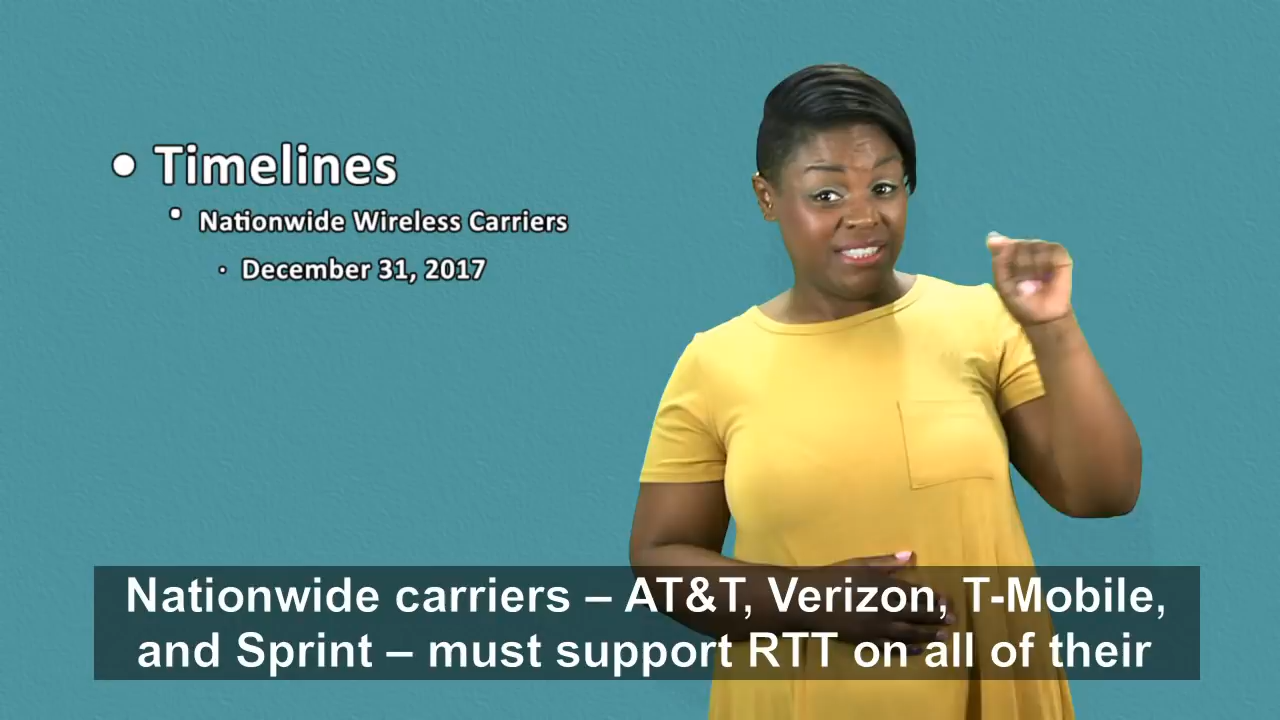 • Timelines
• Nationwide Wireless Carriers
· December 31, 2017
Nationwide carriers – AT&T, Verizon, T-Mobile,
and Sprint – must support RTT on all of their